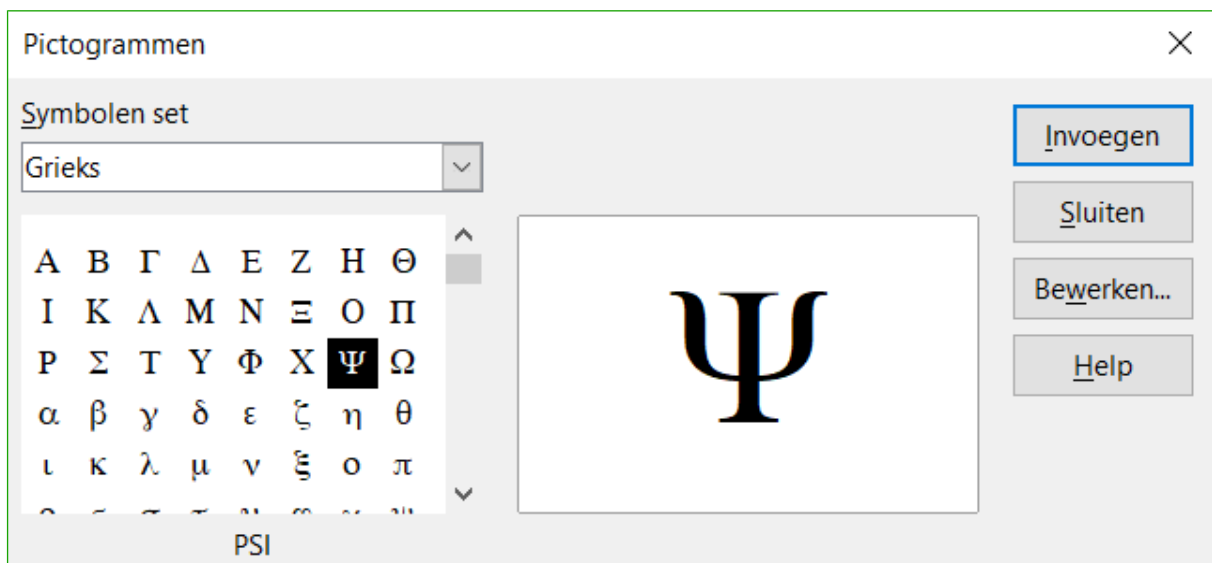 Pictogrammen
Symbolen set
Grieks
Α Β Γ Δ Ε Ζ Η Θ
Ι Κ Λ Μ Ν Ξ Ο Π
Ρ Σ Τ Υ Φ Χ Ψ Ω
α β γ δ ε ζ η θ
ι κ λ μ ν ξ ο π
PSI
Ψ
Invoegen
Sluiten
Bewerken...
Help